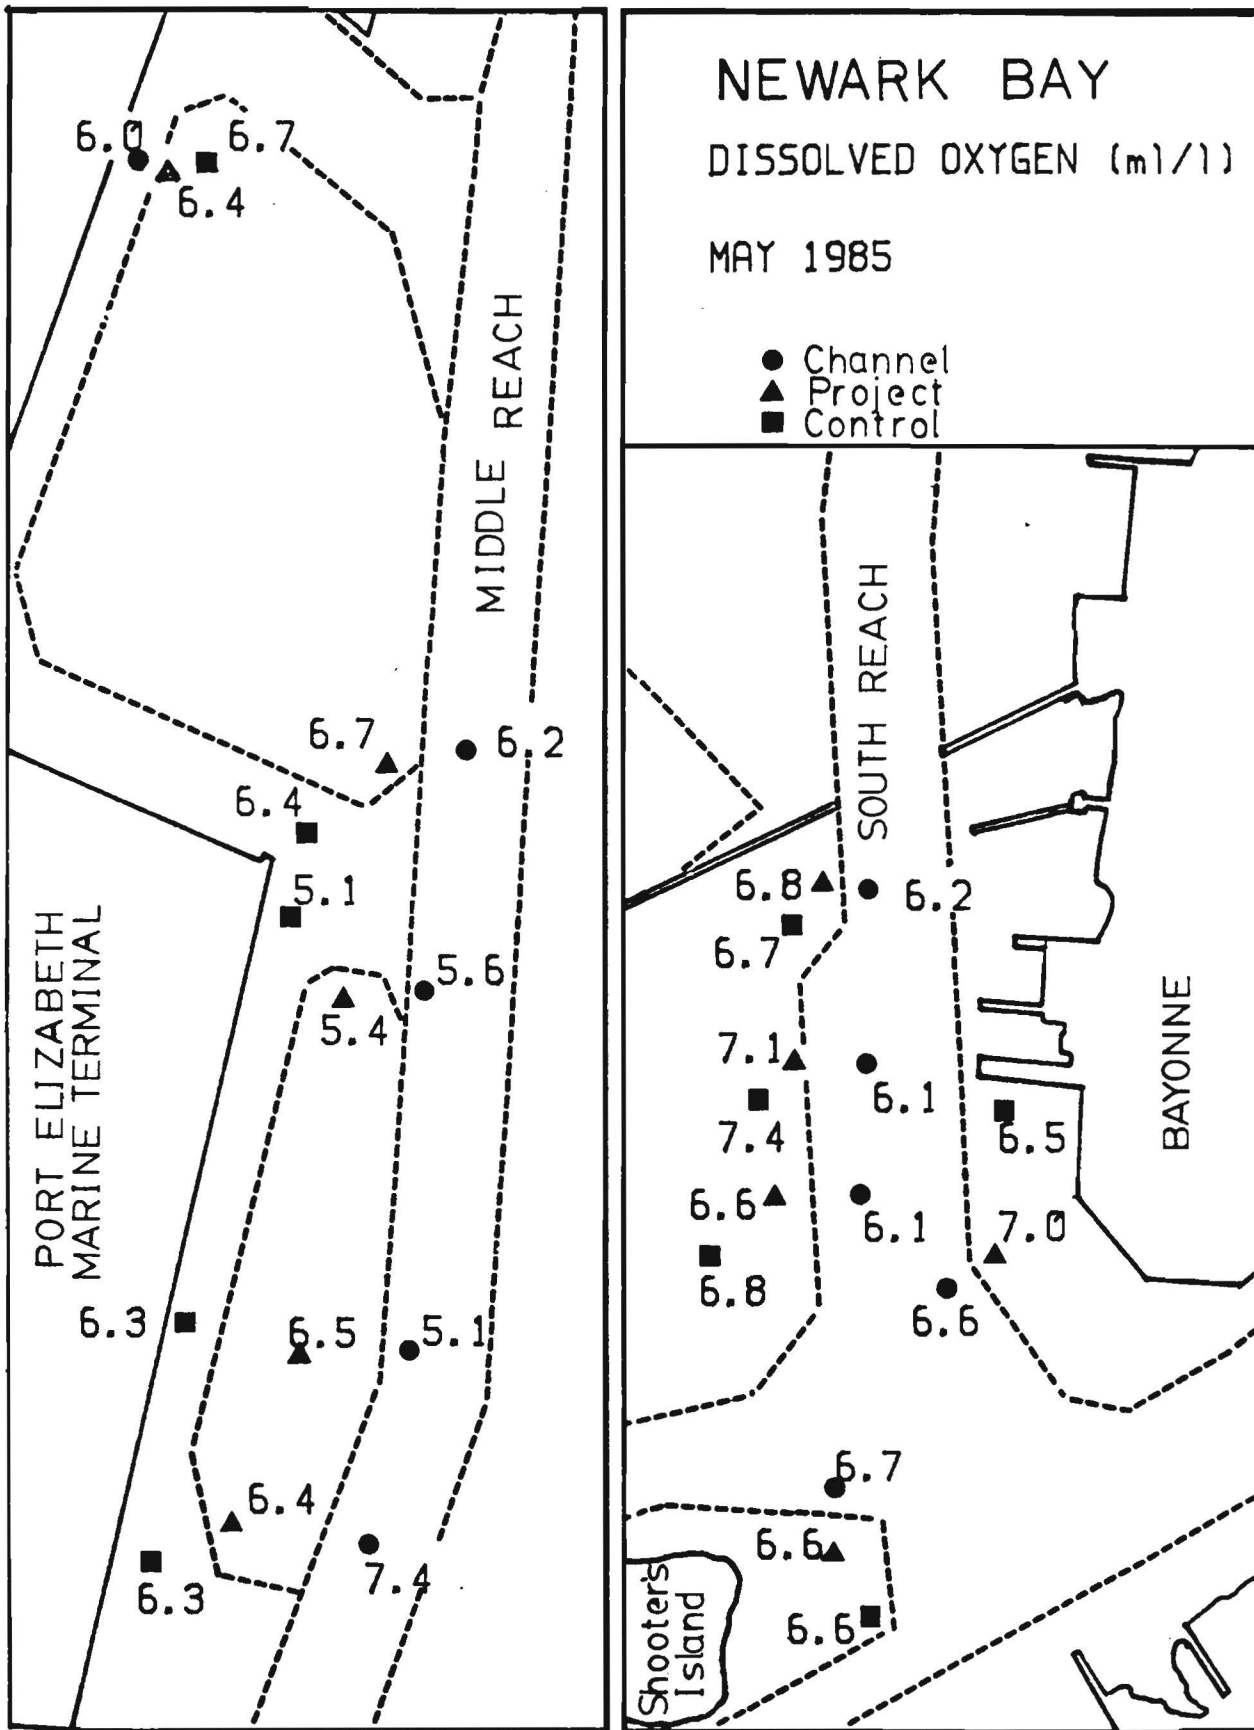 NEWARK BAY
DISSOLVED OXYGEN (ml/l)
MAY 1985
Channel
Project
Control
6.0
6.7
6.4
MIDDLE REACH
6.7
6.2
6.4
5.1
5.6
5.4
PORT ELIZABETH
MARINE TERMINAL
6.3
6.5
5.1
6.4
7.4
6.3
SOUTH REACH
6.8
6.2
6.7
BAYONNE
7.1
6.1
7.4
6.5
6.6
6.1
7.0
6.8
6.6
6.7
6.6
6.6
Shooter's
Island